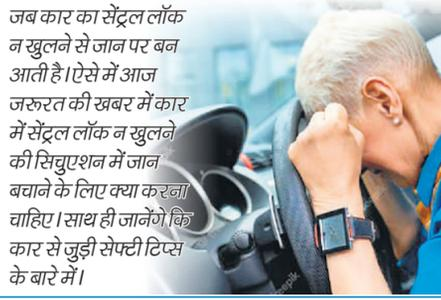 जब कार का सेंट्रल लॉक
न खुलने से जान पर बन
आती है। ऐसे में आज
जरूरत की खबर में कार
में सेंट्रल लॉक न खुलने
की सिचुएशन में जान
बचाने के लिए क्या करना
चाहिए। साथ ही जानेंगे कि
कार से जुड़ी सेफ्टी टिप्स
के बारे में।